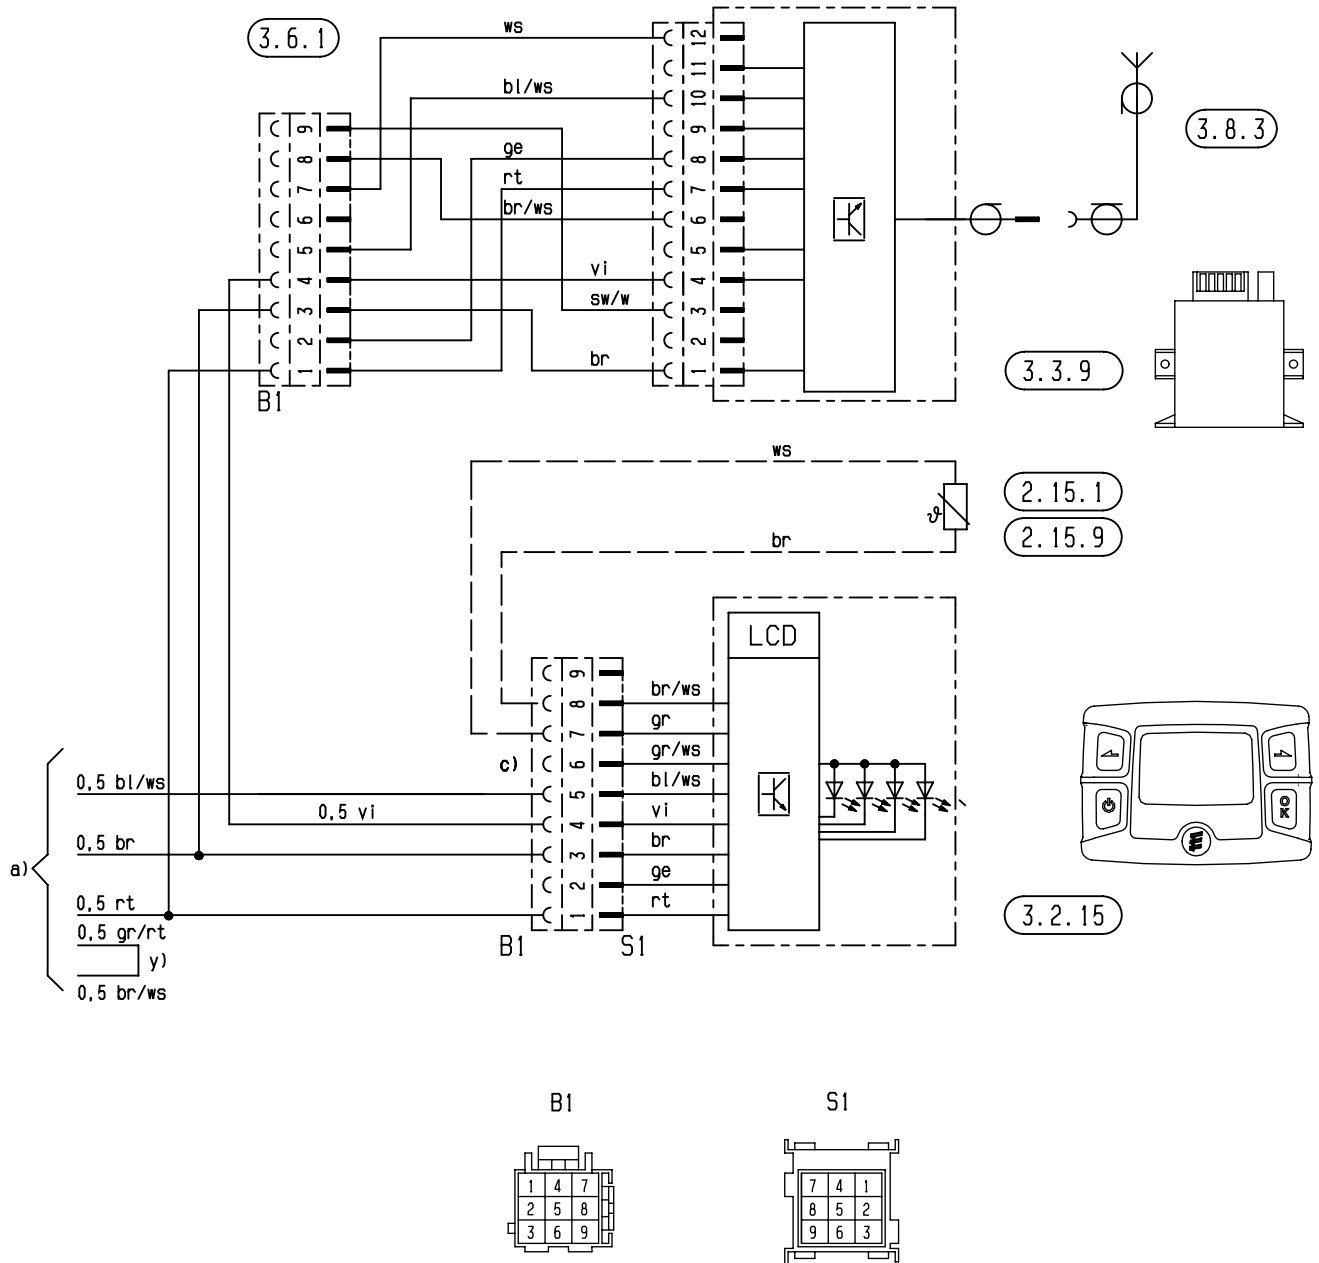 3.6.1
ws
12
11
bl/ws
10
3.8.3
9
9
8
ge
8
7
rt
7
6
br/ws
6
5
5
4
vi
4
3
sw/w
3
2
2
1
br
1
3.3.9
B1
ws
2.15.1
ϑ
br
2.15.9
LCD
9
br/ws
8
gr
7
c)
gr/ws
6
0,5 bl/ws
bl/ws
5
0,5 vi
vi
4
OK
0,5 br
br
3
a)
ge
2
0,5 rt
rt
1
3.2.15
0,5 gr/rt
B1
S1
y)
0,5 br/ws
B1
S1
1 4 7
7 4 1
2 5 8
8 5 2
3 6 9
9 6 3